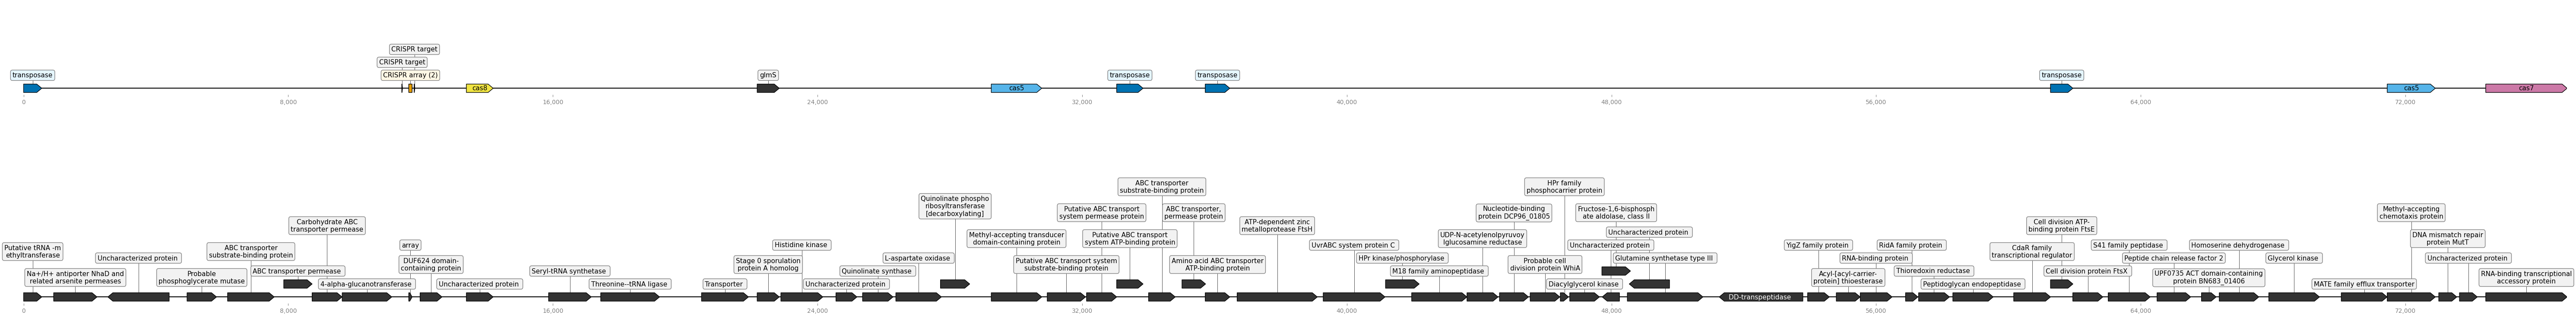 CRISPR target
CRISPR target
transposase
CRISPR array (2)
glmS
transposase
transposase
transposase
cas8
cas5
cas5
cas7
0
8,000
16,000
24,000
32,000
40,000
48,000
56,000
64,000
72,000
ABC transporter
substrate-binding protein
HPr family
phosphocarrier protein
Quinolinate phospho
ribosyltransferase
[decarboxylating]
Putative ABC transport
system permease protein
ABC transporter,
permease protein
Nucleotide-binding
protein DCP96_01805
Fructose-1,6-bisphosph
ate aldolase, class II
Methyl-accepting
chemotaxis protein
Carbohydrate ABC
transporter permease
ATP-dependent zinc
metalloprotease FtsH
Cell division ATP-
binding protein FtsE
Uncharacterized protein
Methyl-accepting transducer
domain-containing protein
Putative ABC transport
system ATP-binding protein
UDP-N-acetylenolpyruvoy
lglucosamine reductase
DNA mismatch repair
protein MutT
Putative tRNA -m
ethyltransferase
ABC transporter
substrate-binding protein
array
Histidine kinase
UvrABC system protein C
Uncharacterized protein
YigZ family protein
RidA family protein
CdaR family
transcriptional regulator
S41 family peptidase
Homoserine dehydrogenase
Uncharacterized protein
DUF624 domain-
containing protein
Stage 0 sporulation
protein A homolog
L-aspartate oxidase
Putative ABC transport system
substrate-binding protein
Amino acid ABC transporter
ATP-binding protein
HPr kinase/phosphorylase
Probable cell
division protein WhiA
Glutamine synthetase type III
RNA-binding protein
Peptide chain release factor 2
Glycerol kinase
Uncharacterized protein
Na+/H+ antiporter NhaD and
related arsenite permeases
Probable
phosphoglycerate mutase
ABC transporter permease
Seryl-tRNA synthetase
Quinolinate synthase
M18 family aminopeptidase
Acyl-[acyl-carrier-
protein] thioesterase
Thioredoxin reductase
Cell division protein FtsX
UPF0735 ACT domain-containing
protein BN683_01406
RNA-binding transcriptional
accessory protein
4-alpha-glucanotransferase
Uncharacterized protein
Threonine--tRNA ligase
Transporter
Uncharacterized protein
Diacylglycerol kinase
Peptidoglycan endopeptidase
MATE family efflux transporter
DD-transpeptidase
0
8,000
16,000
24,000
32,000
40,000
48,000
56,000
64,000
72,000